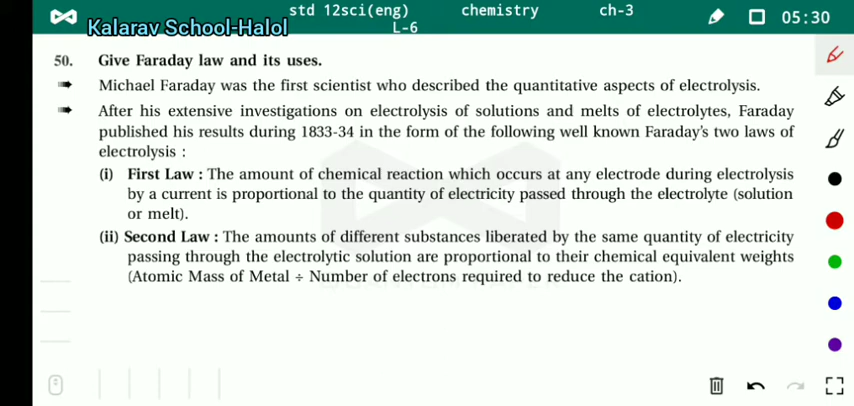 std 12sci(eng) chemistry ch-3 05:30
Kalarav School-Halol L-6
50. Give Faraday law and its uses.
Michael Faraday was the first scientist who described the quantitative aspects of electrolysis.
After his extensive investigations on electrolysis of solutions and melts of electrolytes, Faraday
published his results during 1833-34 in the form of the following well known Faraday's two laws of
electrolysis :
(i) First Law : The amount of chemical reaction which occurs at any electrode during electrolysis
by a current is proportional to the quantity of electricity passed through the electrolyte (solution
or melt).
(ii) Second Law : The amounts of different substances liberated by the same quantity of electricity
passing through the electrolytic solution are proportional to their chemical equivalent weights
(Atomic Mass of Metal ÷ Number of electrons required to reduce the cation).